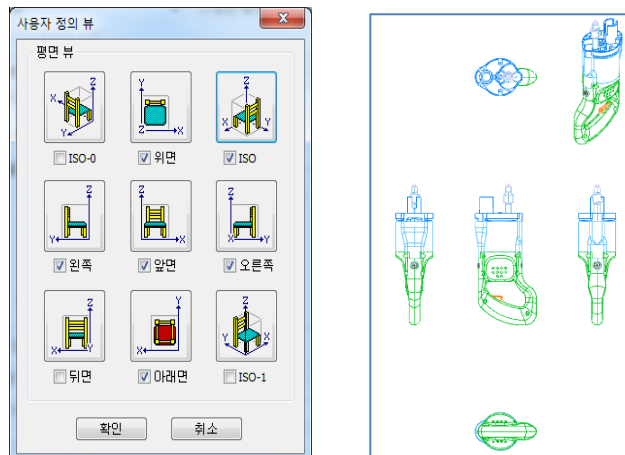 사용자 정의 뷰
평면 뷰
Z X Y
Y Z X
Z X Y
ISO-0
위면
ISO
Z Y
Z X
Z X Y
왼쪽
앞면
오른쪽
Z X Y
Y X
Z Y X
뒤면
아래면
ISO-1
확인
취소